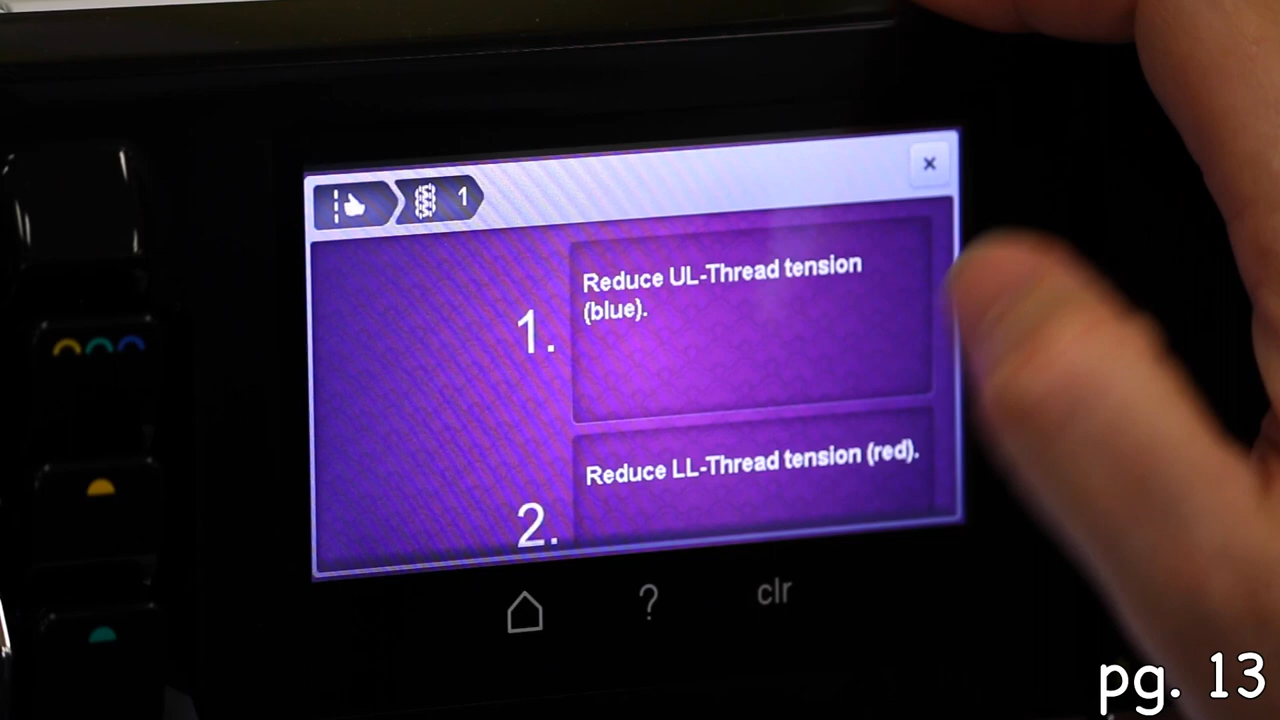 1
×
1.
Reduce UL-Thread tension
(blue).
2.
Reduce LL-Thread tension (red).
?
clr
pg. 13